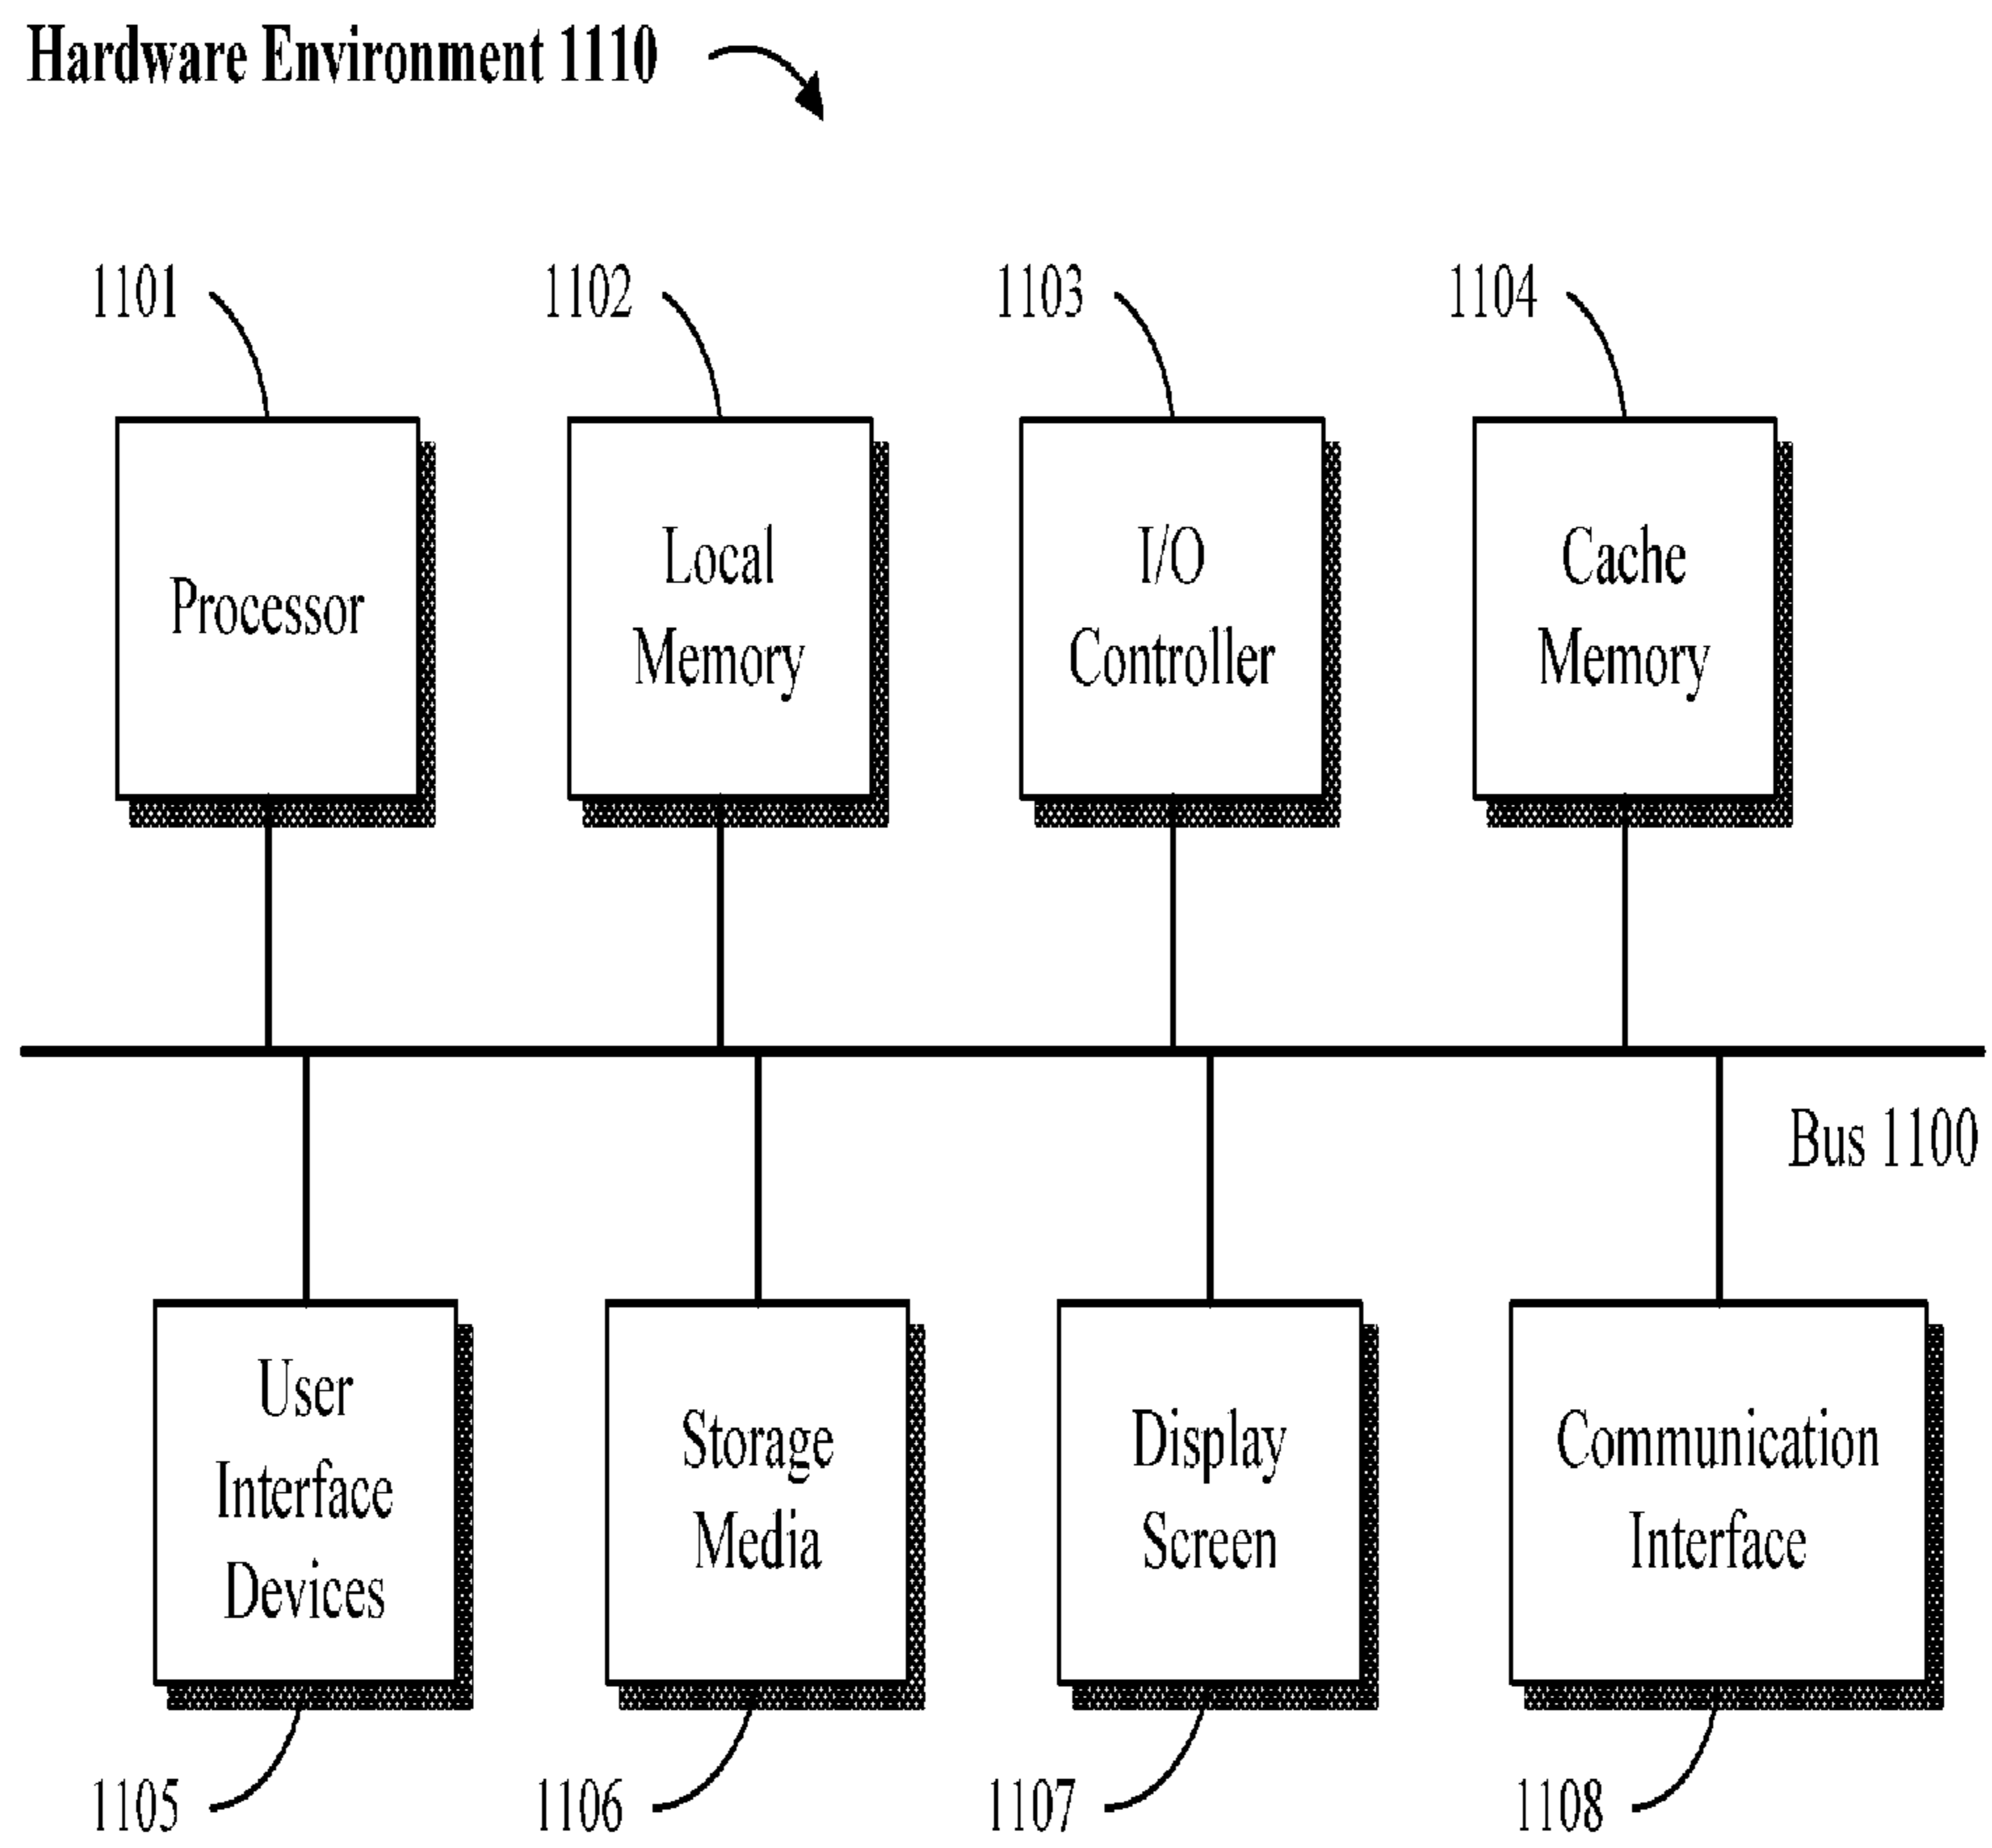 Hardware Environment 1110
1101
1102
1103
1104
Processor
Local
Memory
I/O
Controller
Cache
Memory
Bus 1100
User
Interface
Devices
Storage
Media
Display
Screen
Communication
Interface
1105
1106
1107
1108